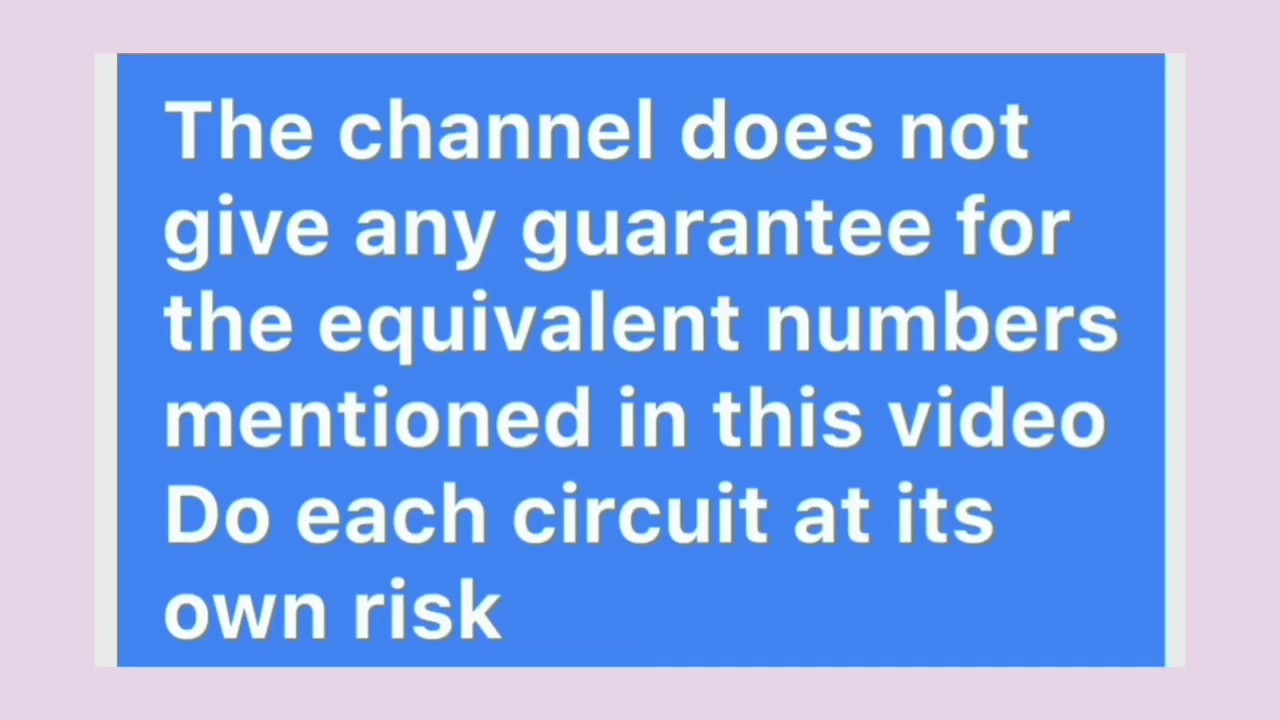 The channel does not
give any guarantee for
the equivalent numbers
mentioned in this video
Do each circuit at its
own risk